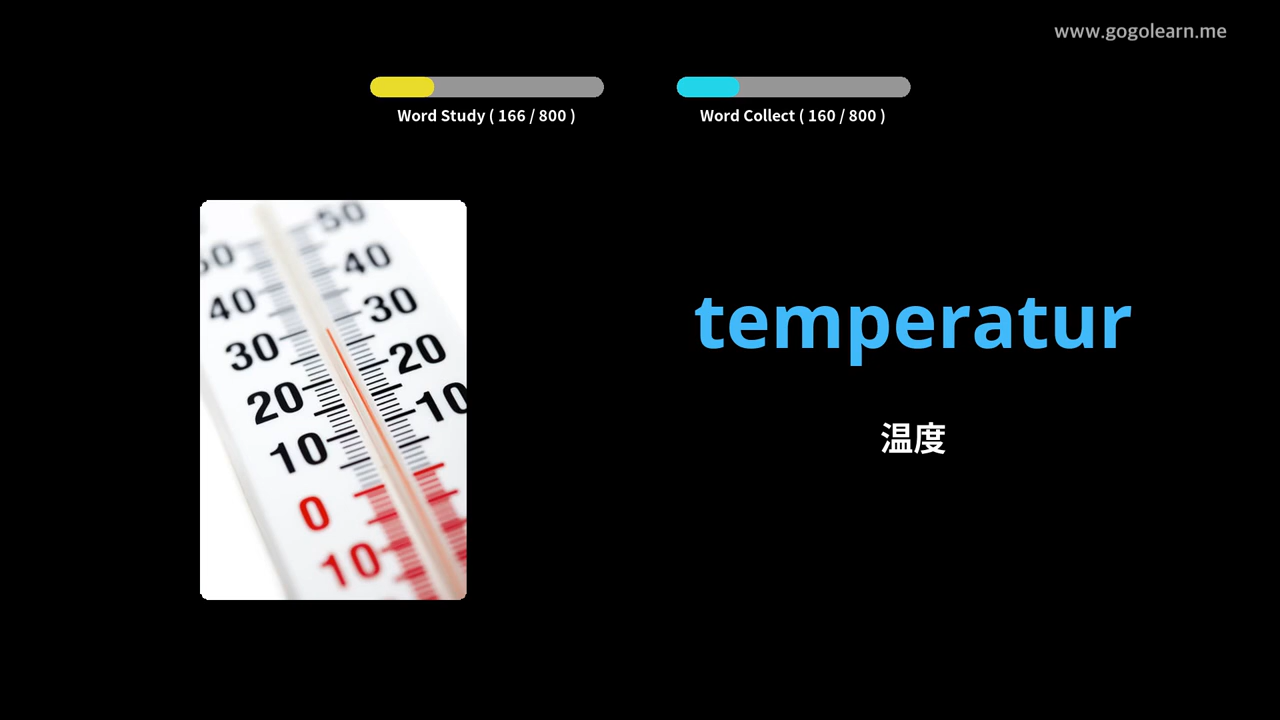 www.gogolearn.me
Word Study ( 166 / 800 )
Word Collect ( 160 / 800 )
50
50
40
40
30
30
20
20
10
10
0
10
temperatur
温度